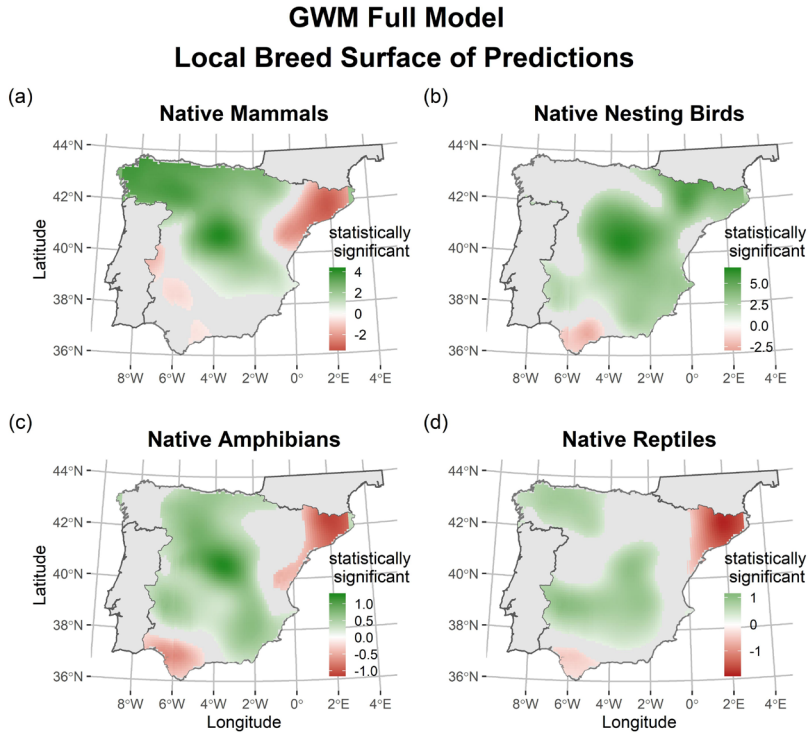 GWM Full Model
Local Breed Surface of Predictions
(a)
Native Mammals
44°N
42°N
40°N
38°N
36°N
Latitude
8°W 6°W 4°W 2°W 0° 2°E 4°E
statistically
significant
4
2
0
-2
(b)
Native Nesting Birds
44°N
42°N
40°N
38°N
36°N
8°W 6°W 4°W 2°W 0° 2°E 4°E
statistically
significant
5.0
2.5
0.0
-2.5
(c)
Native Amphibians
44°N
42°N
40°N
38°N
36°N
Latitude
8°W 6°W 4°W 2°W 0° 2°E 4°E
Longitude
statistically
significant
1.0
0.5
0.0
-0.5
-1.0
(d)
Native Reptiles
44°N
42°N
40°N
38°N
36°N
8°W 6°W 4°W 2°W 0° 2°E 4°E
Longitude
statistically
significant
1
0
-1